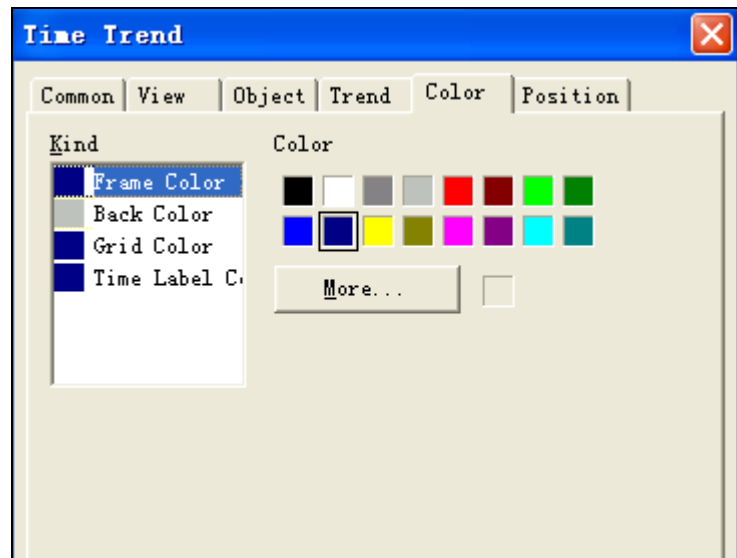 Time Trend
Common View Object Trend Color Position
Kind Color
Frame Color
Back Color
Grid Color
Time Label C
More...